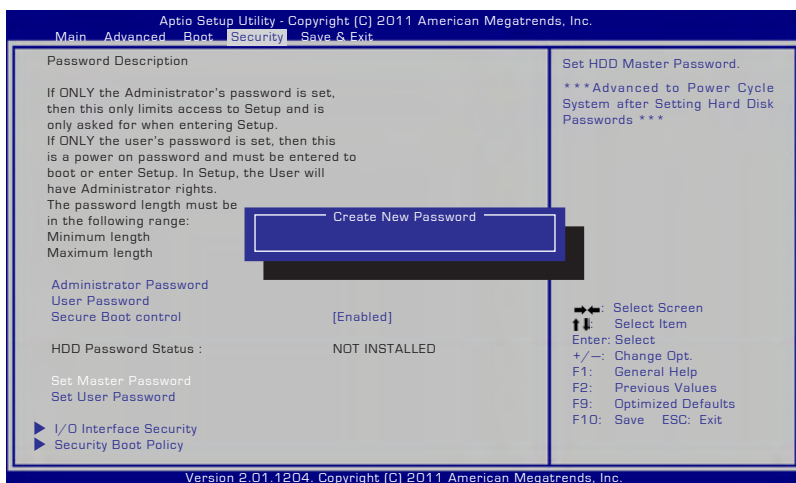 Aptio Setup Utility - Copyright (C) 2011 American Megatrends, Inc.
Main Advanced Boot Security Save & Exit
Password Description
If ONLY the Administrator's password is set,
then this only limits access to Setup and is
only asked for when entering Setup.
If ONLY the user's password is set, then this
is a power on password and must be entered to
boot or enter Setup. In Setup, the User will
have Administrator rights.
The password length must be
in the following range:
Minimum length
Maximum length
Create New Password
Administrator Password
User Password
Secure Boot control [Enabled]
HDD Password Status : NOT INSTALLED
Set Master Password
Set User Password
I/O Interface Security
Security Boot Policy
Set HDD Master Password.
***Advanced to Power Cycle
System after Setting Hard Disk
Passwords ***
→←: Select Screen
↑↓: Select Item
Enter: Select
+/—: Change Opt.
F1: General Help
F2: Previous Values
F9: Optimized Defaults
F10: Save ESC: Exit
Version 2.01.1204. Copyright (C) 2011 American Megatrends, Inc.